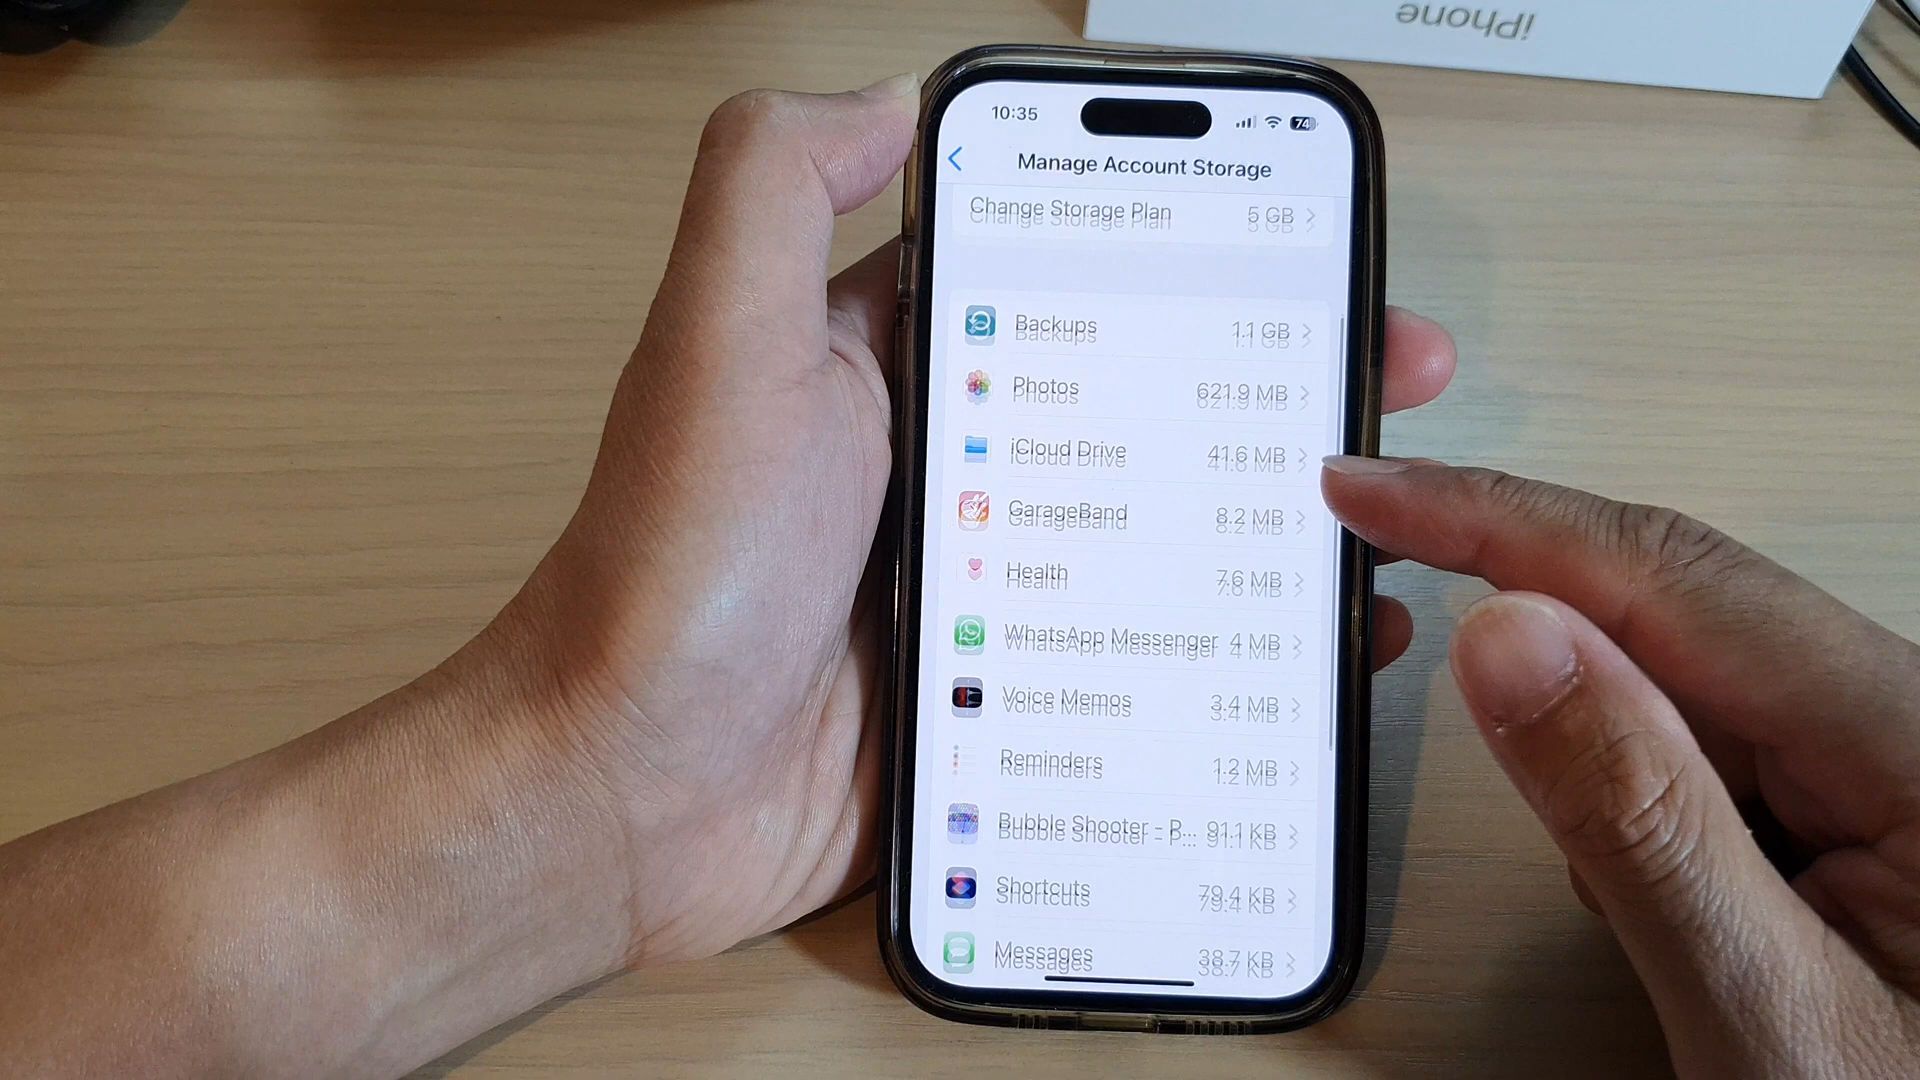 iPhone
10:35
74
Manage Account Storage
Change Storage Plan 5 GB
Backups 1.1 GB
Photos 621.9 MB
iCloud Drive 41.6 MB
GarageBand 8.2 MB
Health 7.6 MB
WhatsApp Messenger 4 MB
Voice Memos 3.4 MB
Reminders 1.2 MB
Bubble Shooter - P... 91.1 KB
Shortcuts 79.4 KB
Messages 38.7 KB